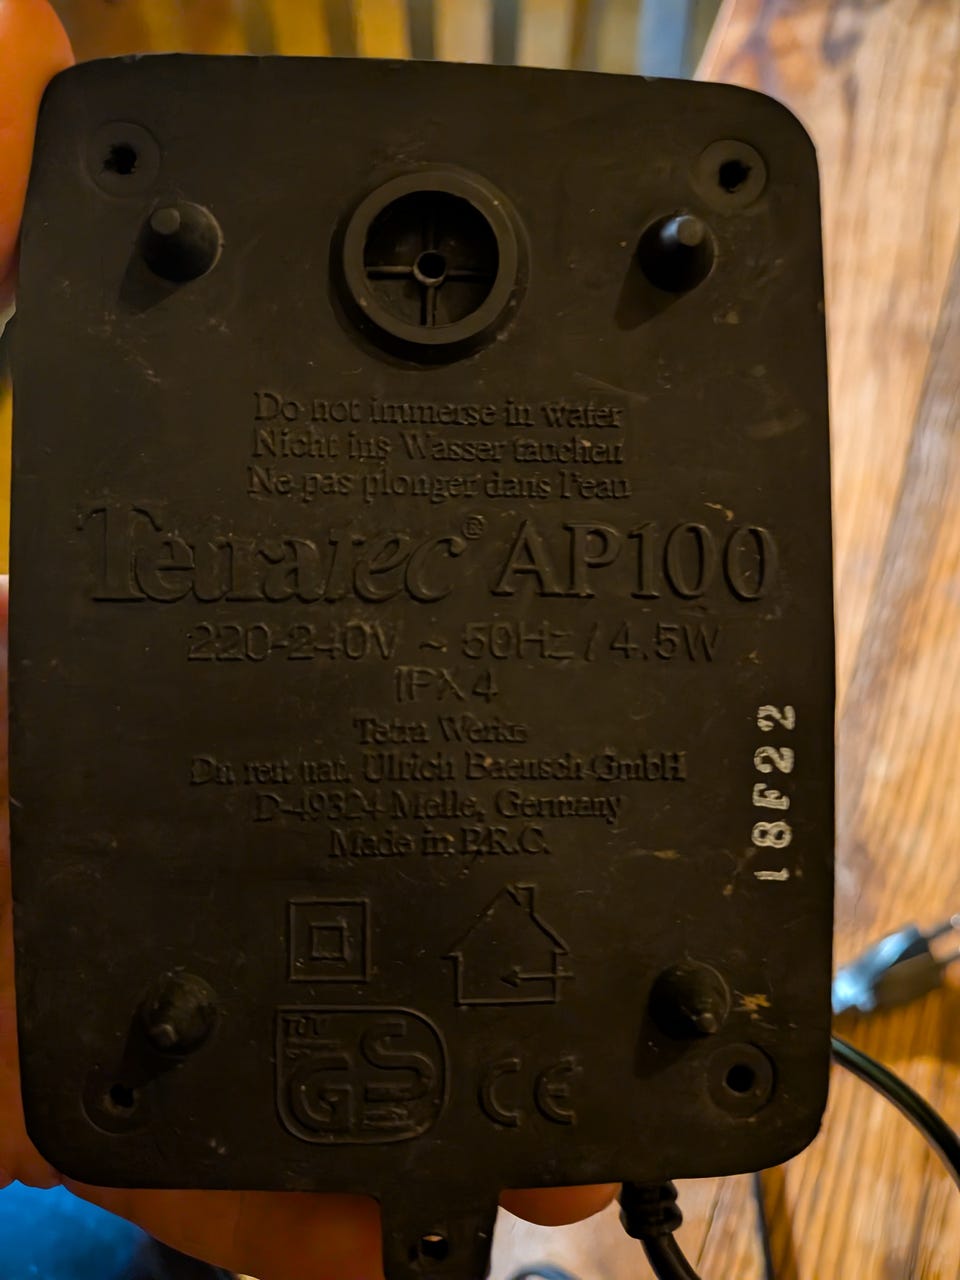 Do not immerse in water
Nicht ins Wasser tauchen
Ne pas plonger dans l'eau
Tetratec® AP100
220-240V ~ 50Hz / 4.5W
IPX4
Tetra Werke
Dr. rer. nat. Ulrich Baensch GmbH
D-49324 Melle, Germany
Made in P.R.C.
18F22
TÜV
GS
CE